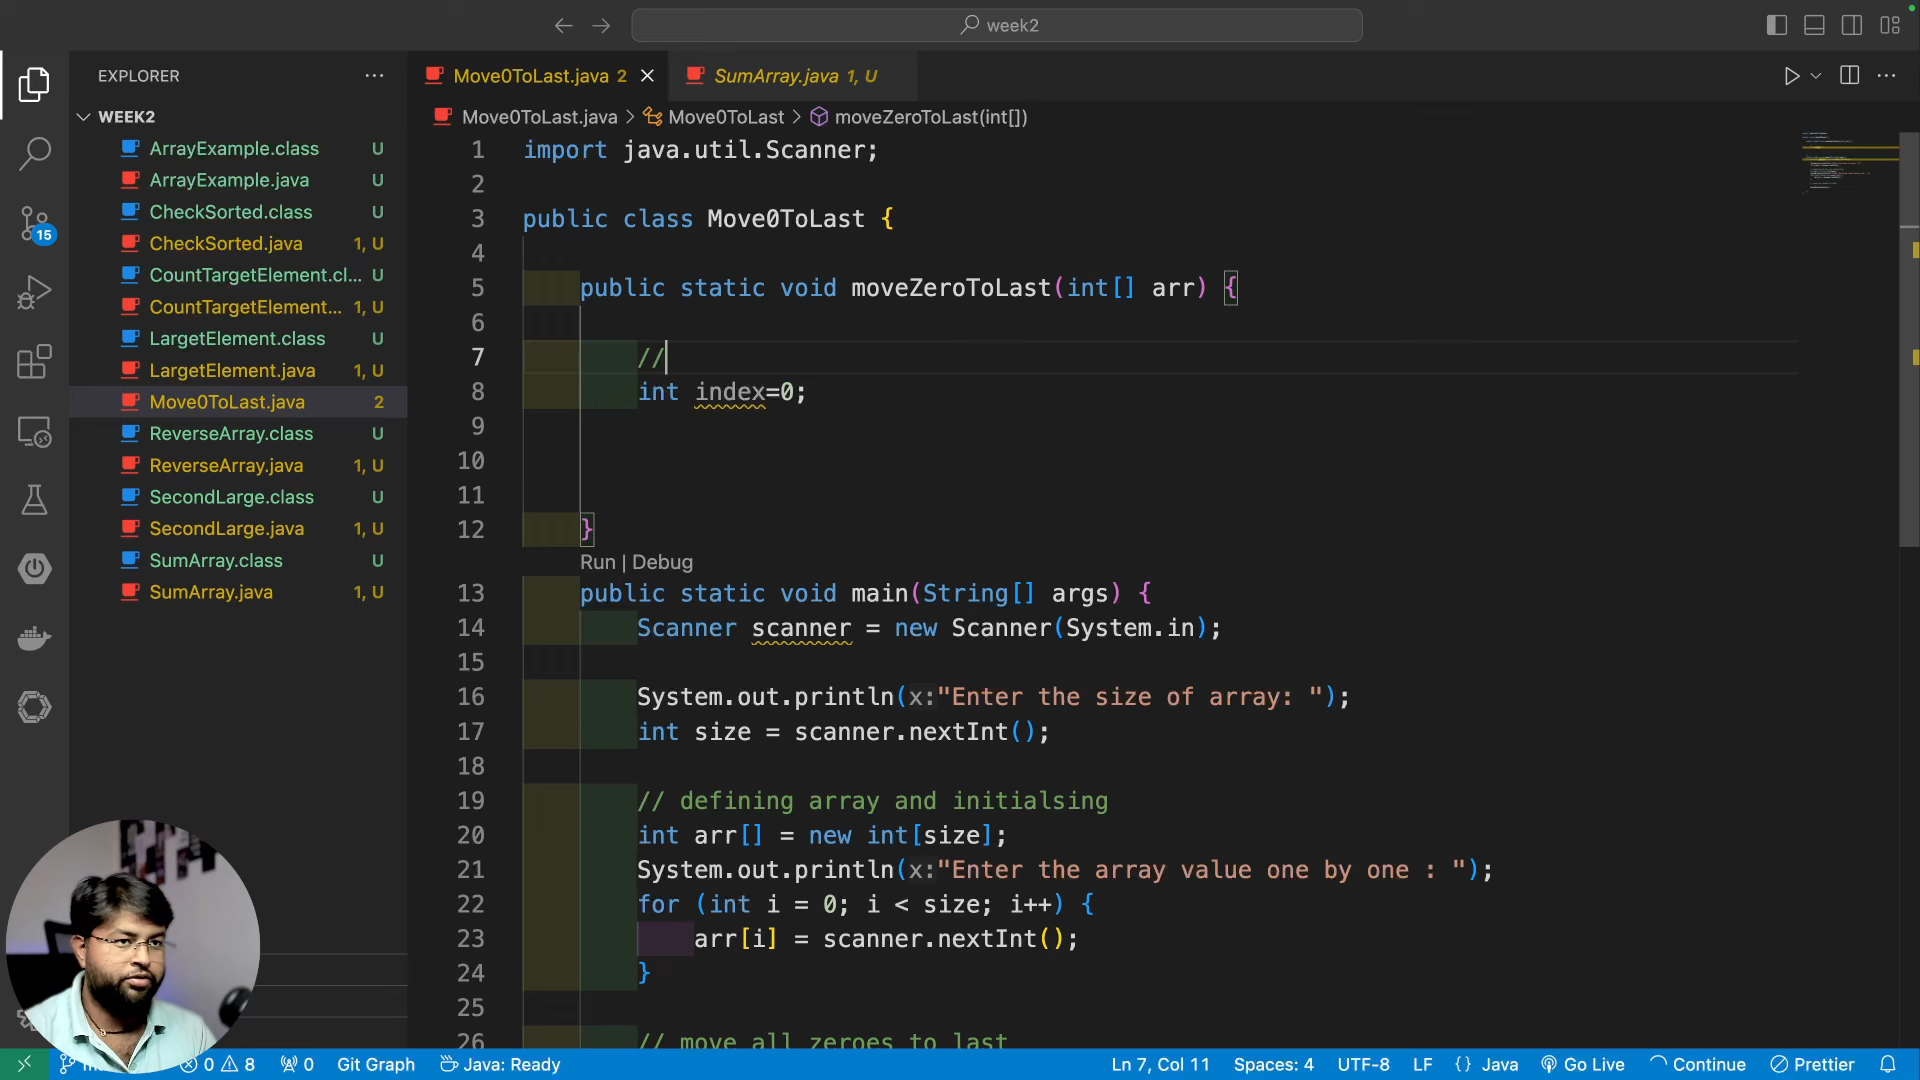 week2
EXPLORER
Move0ToLast.java 2
SumArray.java 1, U
WEEK2
Move0ToLast.java > Move0ToLast > moveZeroToLast(int[])
ArrayExample.class U
ArrayExample.java U
CheckSorted.class U
CheckSorted.java 1, U
CountTargetElement.cl... U
CountTargetElement... 1, U
LargetElement.class U
LargetElement.java 1, U
Move0ToLast.java 2
ReverseArray.class U
ReverseArray.java 1, U
SecondLarge.class U
SecondLarge.java 1, U
SumArray.class U
SumArray.java 1, U
15
1 import java.util.Scanner;
2
3 public class Move0ToLast {
4
5 public static void moveZeroToLast(int[] arr) {
6
7 //
8 int index=0;
9
10
11
12 }
Run | Debug
13 public static void main(String[] args) {
14 Scanner scanner = new Scanner(System.in);
15
16 System.out.println(x:"Enter the size of array: ");
17 int size = scanner.nextInt();
18
19 // defining array and initialsing
20 int arr[] = new int[size];
21 System.out.println(x:"Enter the array value one by one : ");
22 for (int i = 0; i < size; i++) {
23 arr[i] = scanner.nextInt();
24 }
25
26 // move all zeroes to last
0 8 0 Git Graph Java: Ready Ln 7, Col 11 Spaces: 4 UTF-8 LF {} Java Go Live Continue Prettier